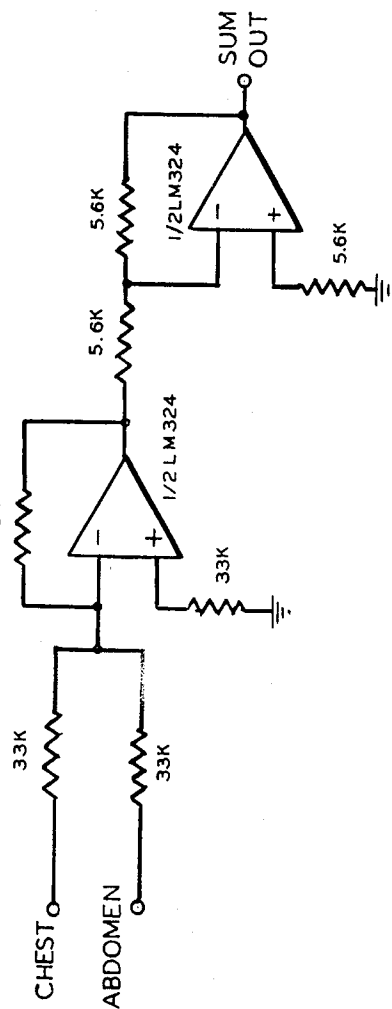 CHEST
ABDOMEN
33K
33K
−
+
33K
1/2 LM324
5.6K
5.6K
−
+
1/2LM324
5.6K
SUM
OUT